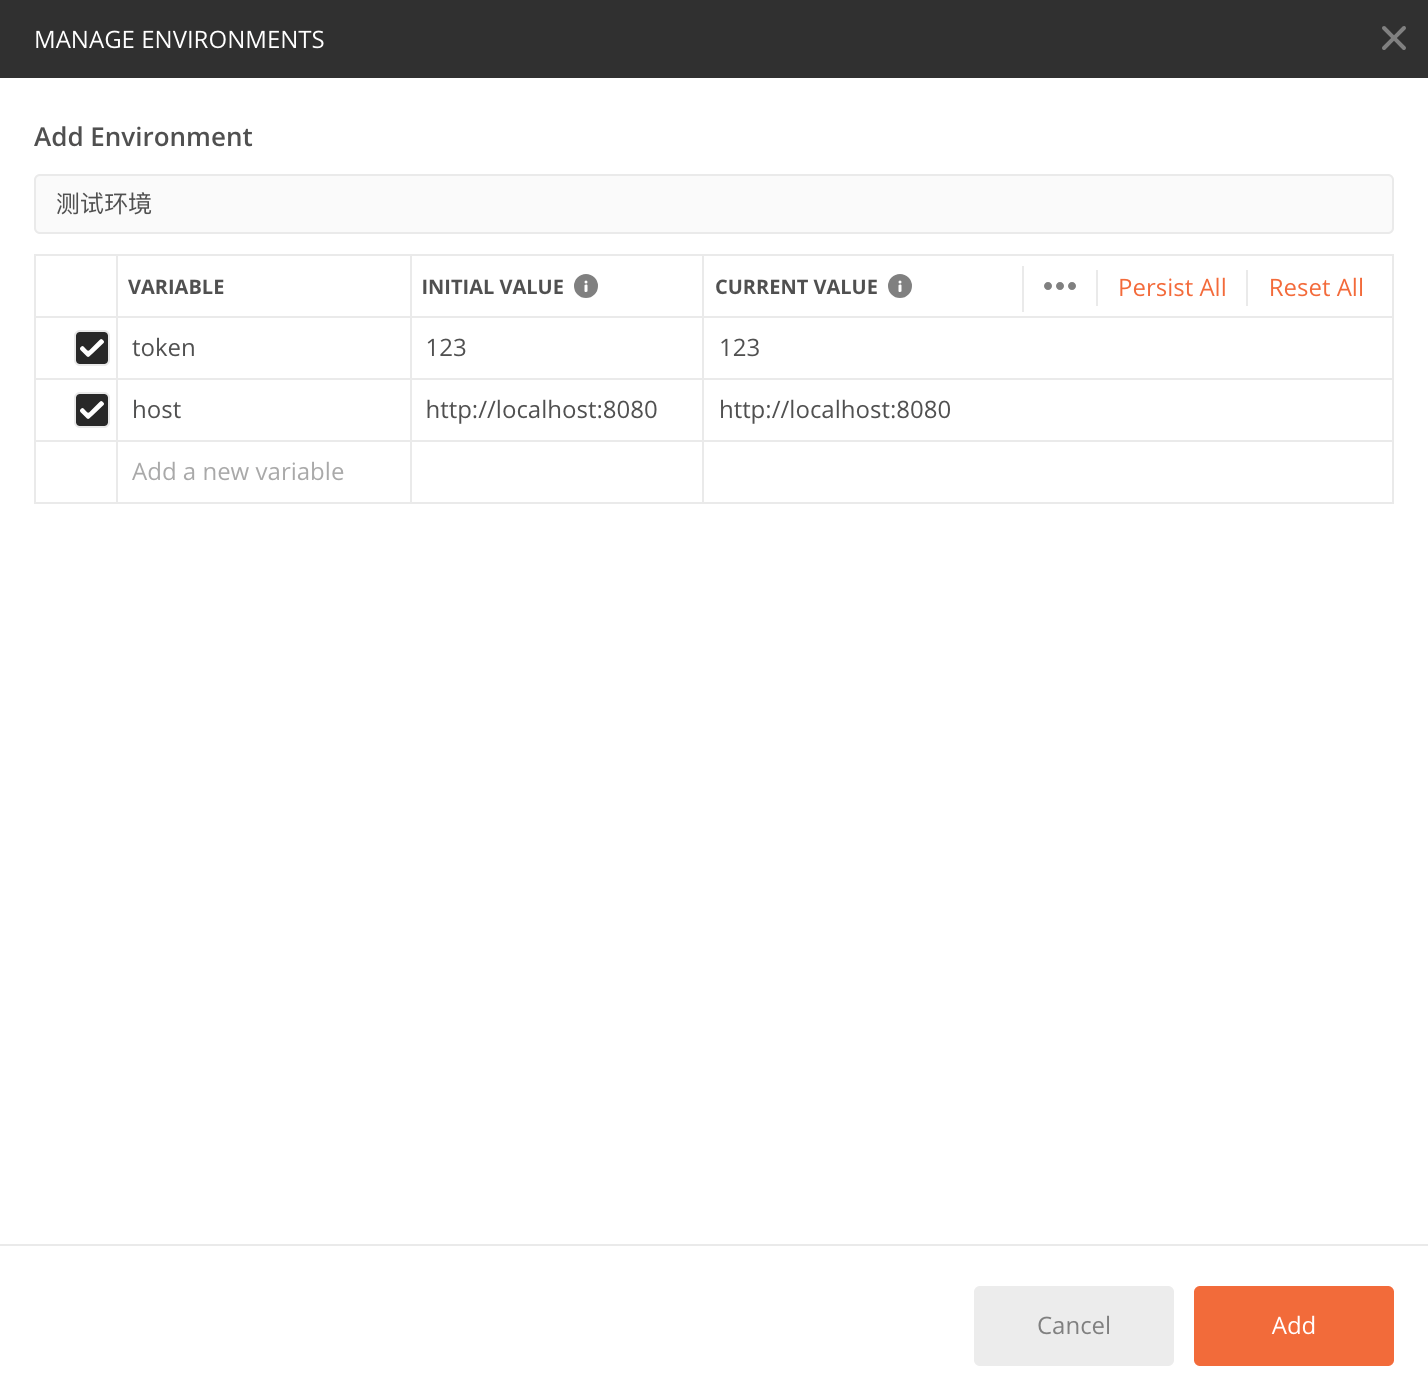 MANAGE ENVIRONMENTS
Add Environment
测试环境
VARIABLE INITIAL VALUE CURRENT VALUE Persist All Reset All
token 123 123
host http://localhost:8080 http://localhost:8080
Add a new variable
Cancel Add